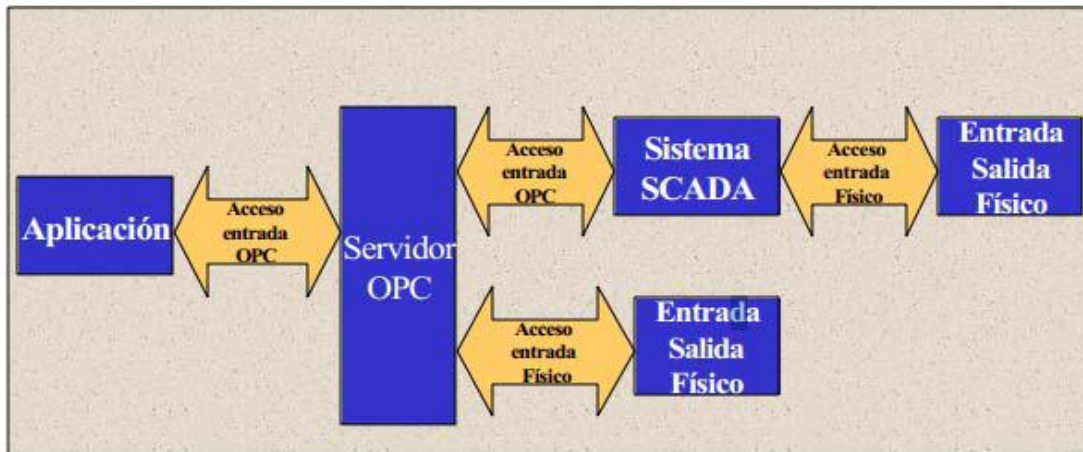 Aplicación
Acceso
entrada
OPC
Servidor
OPC
Acceso
entrada
OPC
Sistema
SCADA
Acceso
entrada
Físico
Entrada
Salida
Físico
Acceso
entrada
Físico
Entrada
Salida
Físico